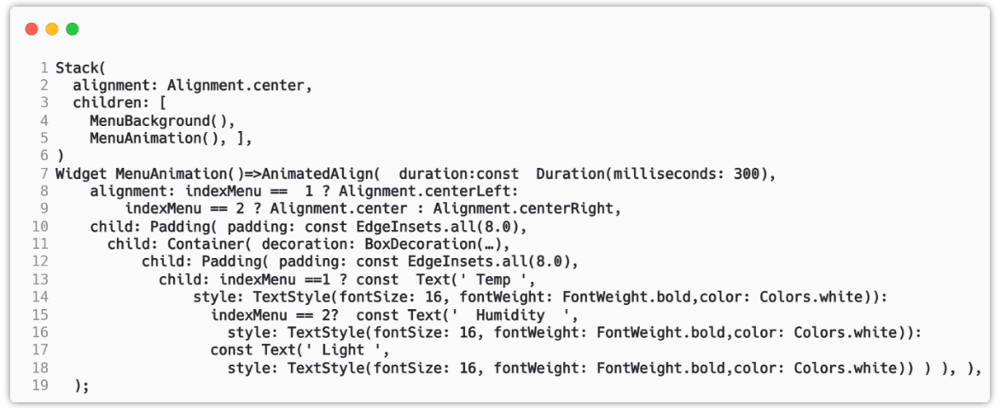 1 Stack(
2   alignment: Alignment.center,
3   children: [
4     MenuBackground(),
5     MenuAnimation(), ],
6 )
7 Widget MenuAnimation()=>AnimatedAlign(  duration:const  Duration(milliseconds: 300),
8     alignment: indexMenu ==  1 ? Alignment.centerLeft:
9         indexMenu == 2 ? Alignment.center : Alignment.centerRight,
10     child: Padding( padding: const EdgeInsets.all(8.0),
11       child: Container( decoration: BoxDecoration(…),
12           child: Padding( padding: const EdgeInsets.all(8.0),
13             child: indexMenu ==1 ? const  Text(' Temp ',
14                 style: TextStyle(fontSize: 16, fontWeight: FontWeight.bold,color: Colors.white)):
15                   indexMenu == 2?  const Text('  Humidity  ',
16                     style: TextStyle(fontSize: 16, fontWeight: FontWeight.bold,color: Colors.white)):
17                   const Text(' Light ',
18                     style: TextStyle(fontSize: 16, fontWeight: FontWeight.bold,color: Colors.white)) ) ), ),
19   );